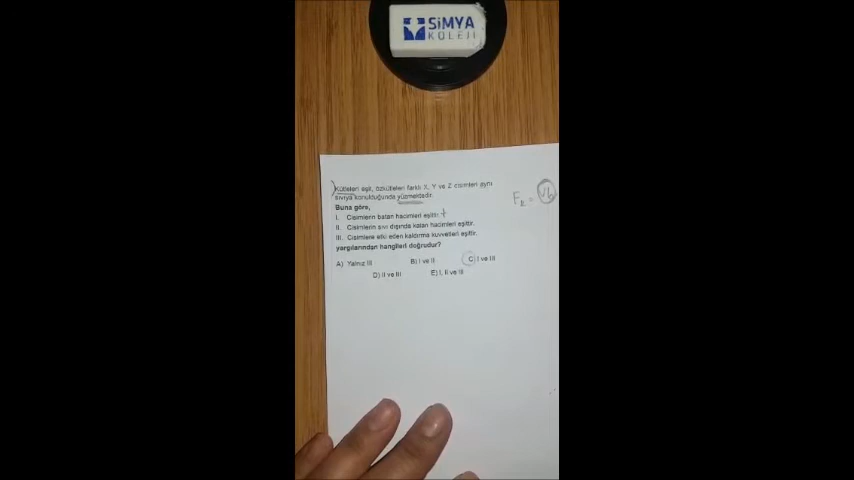 SİMYA
KOLEJİ
Kütleleri eşit, özkütleleri farklı X, Y ve Z cisimleri aynı
sıvıya konulduğunda yüzmektedir.
Buna göre,
I. Cisimlerin batan hacimleri eşittir. +
II. Cisimlerin sıvı dışında kalan hacimleri eşittir.
III. Cisimlere etki eden kaldırma kuvvetleri eşittir.
yargılarından hangileri doğrudur?
A) Yalnız III B) I ve II C) I ve III
D) II ve III E) I, II ve III